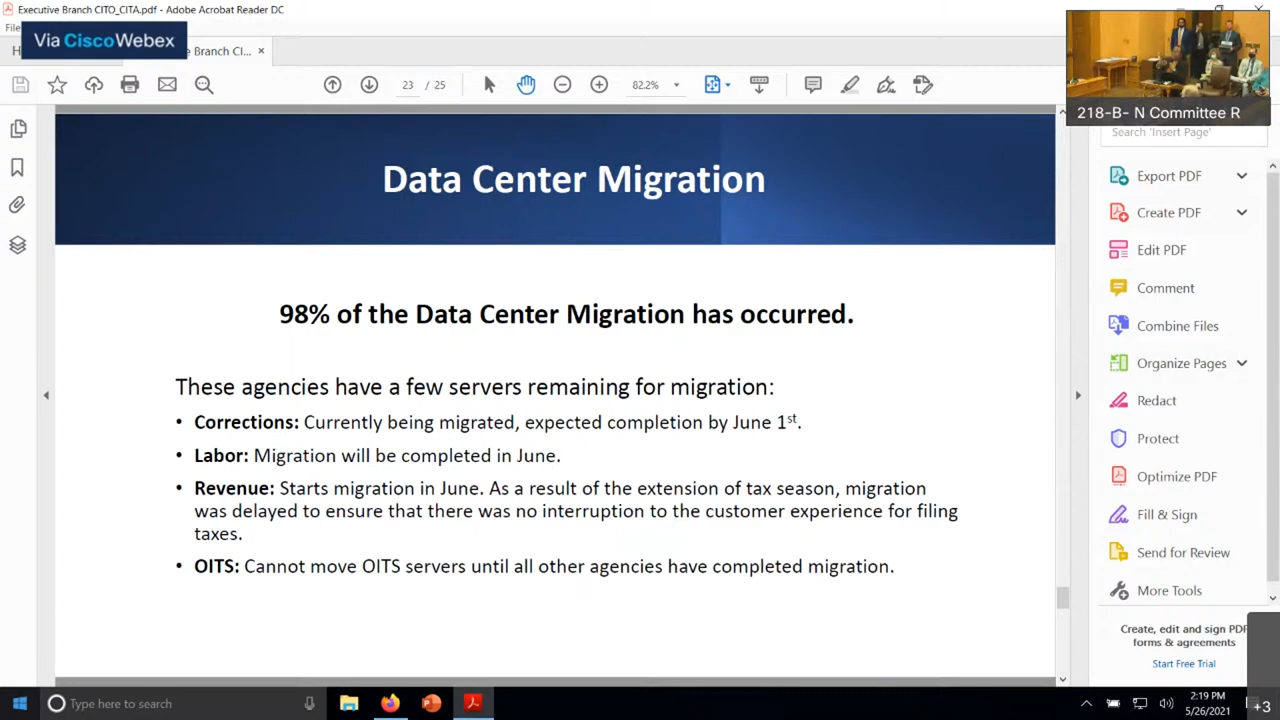 Executive Branch CITO_CITA.pdf - Adobe Acrobat Reader DC
Via CiscoWebex
e Branch CI... ×
23 / 25
82.2%
218-B- N Committee R
Search 'Insert Page'
Data Center Migration
98% of the Data Center Migration has occurred.
These agencies have a few servers remaining for migration:
• Corrections: Currently being migrated, expected completion by June 1st.
• Labor: Migration will be completed in June.
• Revenue: Starts migration in June. As a result of the extension of tax season, migration
was delayed to ensure that there was no interruption to the customer experience for filing
taxes.
• OITS: Cannot move OITS servers until all other agencies have completed migration.
Export PDF
Create PDF
Edit PDF
Comment
Combine Files
Organize Pages
Redact
Protect
Optimize PDF
Fill & Sign
Send for Review
More Tools
Create, edit and sign PDF
forms & agreements
Start Free Trial
Type here to search
2:19 PM
5/26/2021
+3